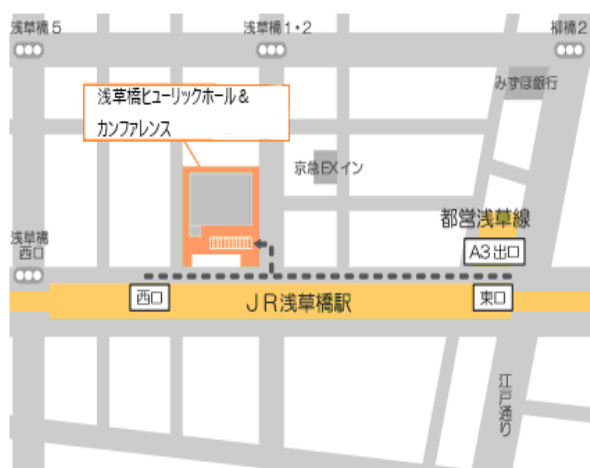 浅草橋5
浅草橋1・2
柳橋2
みずほ銀行
浅草橋ヒューリックホール&
カンファレンス
京急EXイン
都営浅草線
浅草橋
西口
A3出口
西口
JR浅草橋駅
東口
江戸通り